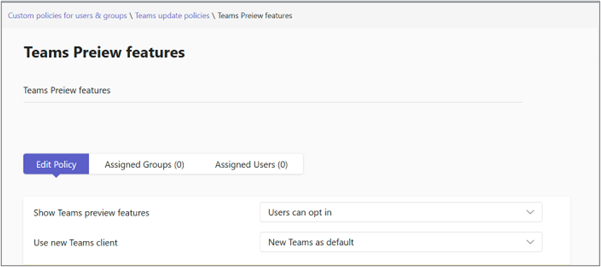 Custom policies for users & groups \ Teams update policies \ Teams Preiew features
Teams Preiew features
Teams Preiew features
Edit Policy Assigned Groups (0) Assigned Users (0)
Show Teams preview features Users can opt in
Use new Teams client New Teams as default